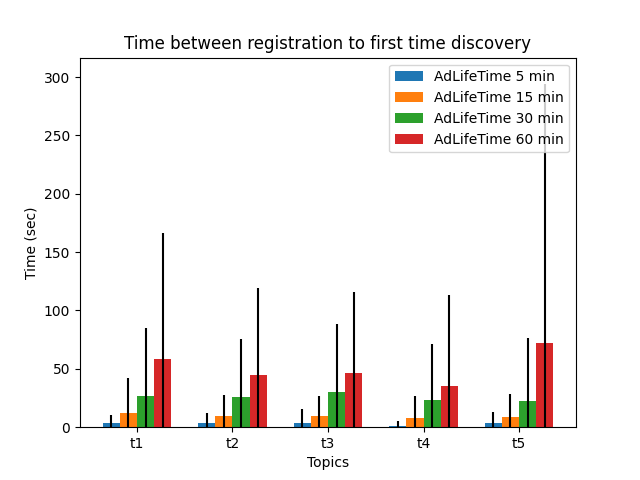 Time between registration to first time discovery
AdLifeTime 5 min
AdLifeTime 15 min
AdLifeTime 30 min
AdLifeTime 60 min
Time (sec)
300
250
200
150
100
50
0
t1 t2 t3 t4 t5
Topics